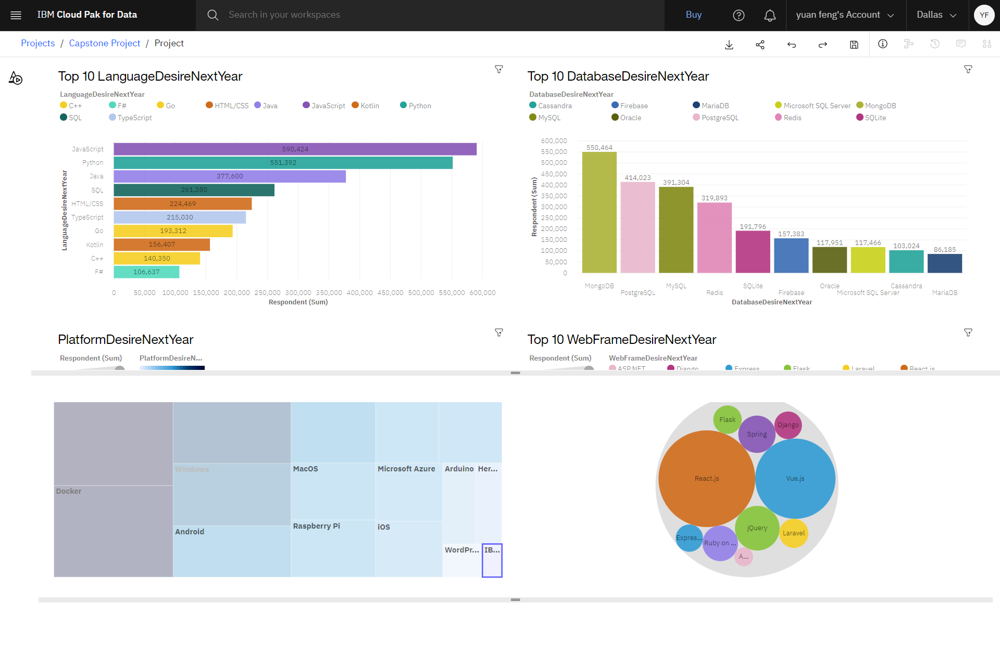 IBM Cloud Pak for Data
Search in your workspaces
Buy
yuan feng's Account
Dallas
YF
Projects / Capstone Project / Project
Top 10 LanguageDesireNextYear
LanguageDesireNextYear
C++ F# Go HTML/CSS Java JavaScript Kotlin Python
SQL TypeScript
LanguageDesireNextYear
JavaScript 590,424
Python 551,392
Java 377,600
SQL 261,380
HTML/CSS 224,469
TypeScript 215,030
Go 193,312
Kotlin 156,407
C++ 140,350
F# 106,637
0 50,000 100,000 150,000 200,000 250,000 300,000 350,000 400,000 450,000 500,000 550,000 600,000
Respondent (Sum)
Top 10 DatabaseDesireNextYear
DatabaseDesireNextYear
Cassandra Firebase MariaDB Microsoft SQL Server MongoDB
MySQL Oracle PostgreSQL Redis SQLite
Respondent (Sum)
600,000
550,000
500,000
450,000
400,000
350,000
300,000
250,000
200,000
150,000
100,000
50,000
0
550,464
414,023
391,304
319,893
191,796
157,383
117,951
117,466
103,024
86,185
MongoDB MySQL SQLite Oracle Cassandra
PostgreSQL Redis Firebase Microsoft SQL Server MariaDB
DatabaseDesireNextYear
PlatformDesireNextYear
Respondent (Sum) PlatformDesireN...
Docker
Windows
Android
MacOS
Raspberry Pi
Microsoft Azure
iOS
Arduino
Her...
WordPr...
IB...
Top 10 WebFrameDesireNextYear
Respondent (Sum) WebFrameDesireNextYear
ASP.NET Django Express Flask Laravel React.js
Flask
Spring
Django
React.js
Vue.js
jQuery
Laravel
Expres...
Ruby on ...
A...